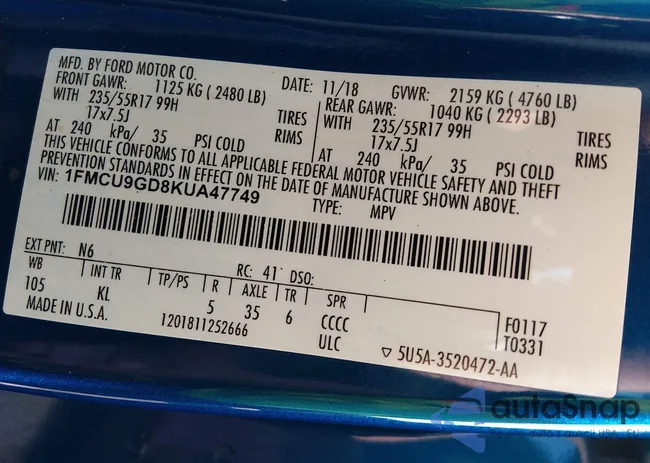 MFD. BY FORD MOTOR CO. DATE: 11/18 GVWR: 2159 KG ( 4760 LB)
FRONT GAWR: 1125 KG ( 2480 LB) REAR GAWR: 1040 KG ( 2293 LB)
WITH 235/55R17 99H TIRES WITH 235/55R17 99H TIRES
17x7.5J RIMS 17x7.5J RIMS
AT 240 kPa/ 35 PSI COLD AT 240 kPa/ 35 PSI COLD
THIS VEHICLE CONFORMS TO ALL APPLICABLE FEDERAL MOTOR VEHICLE SAFETY AND THEFT
PREVENTION STANDARDS IN EFFECT ON THE DATE OF MANUFACTURE SHOWN ABOVE.
VIN: 1FMCU9GD8KUA47749 TYPE: MPV
EXT PNT: N6 RC: 41 DSO:
WB INT TR TP/PS R AXLE TR SPR
105 KL 5 35 6 CCCC F0117
MADE IN U.S.A. 1201811252666 ULC T0331
5U5A-3520472-AA
autoSnap